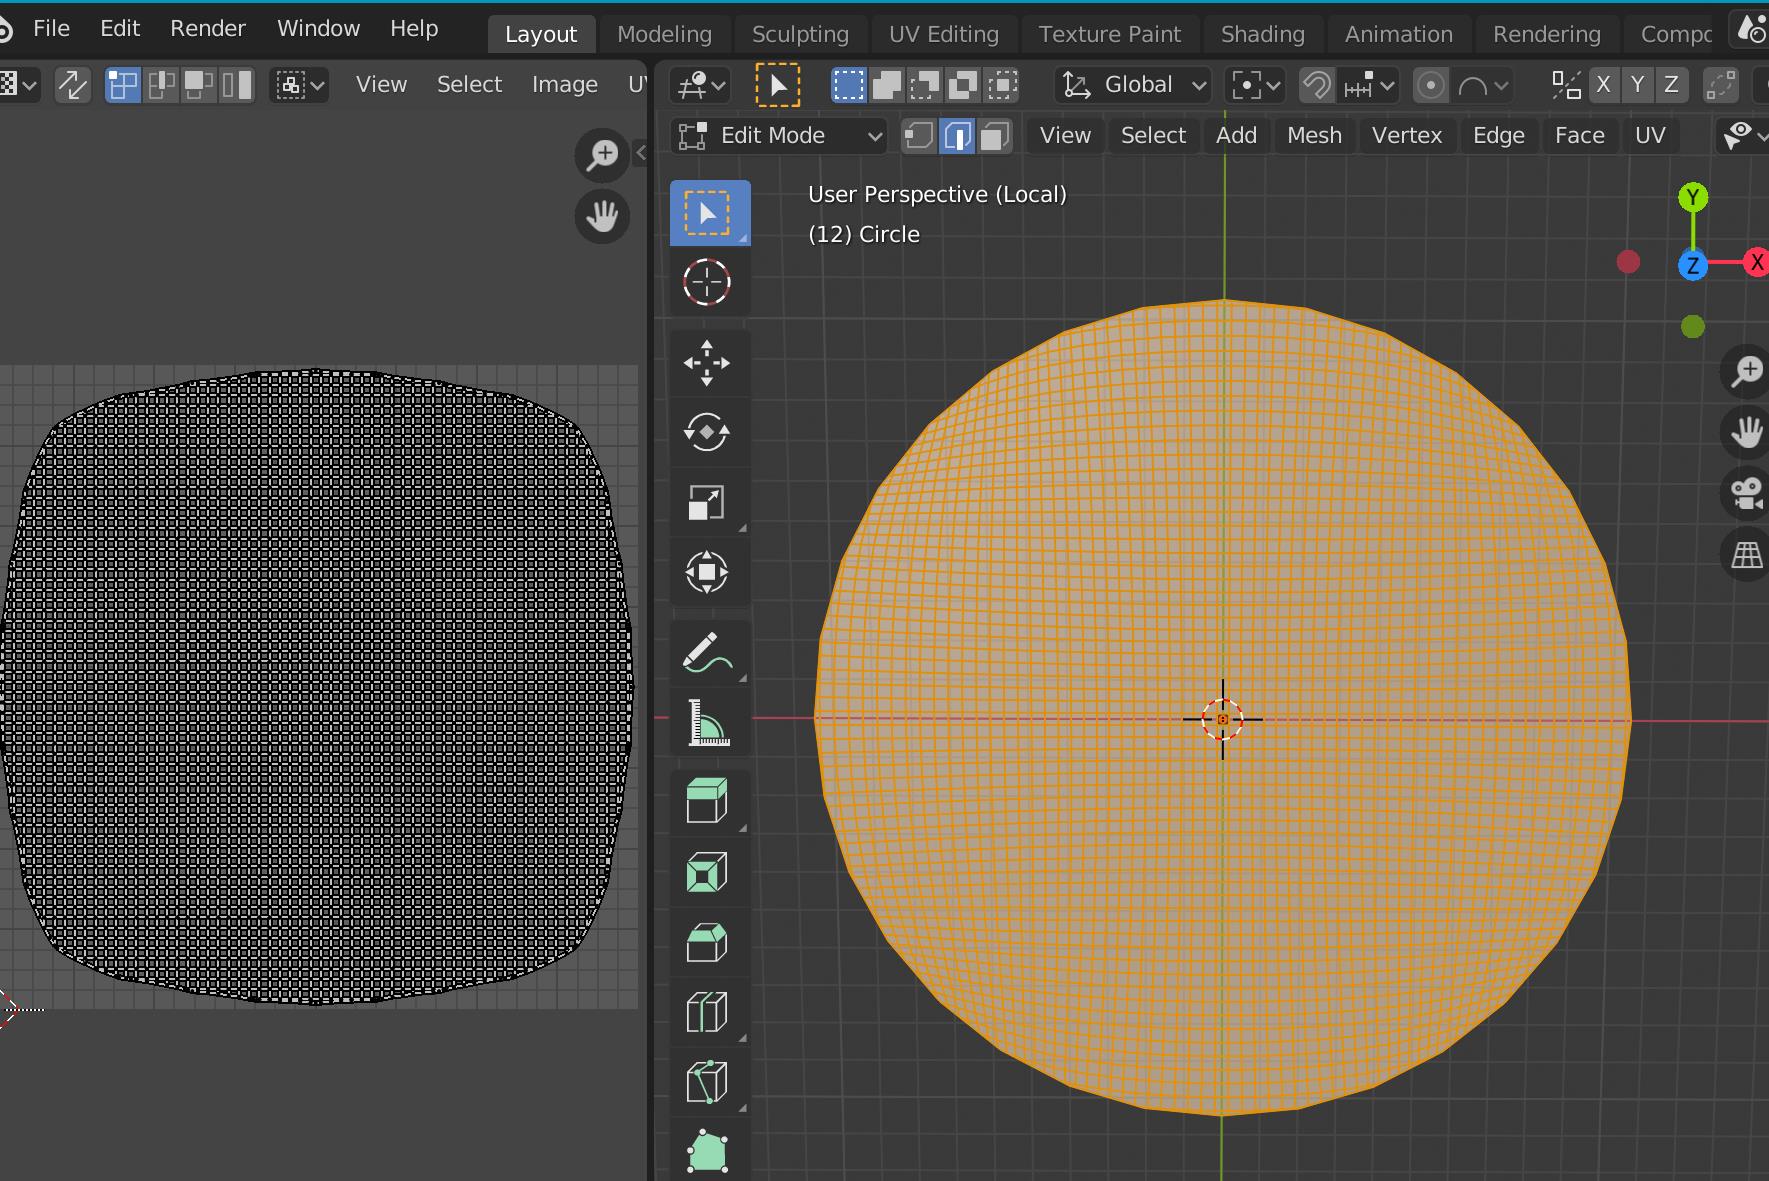 File Edit Render Window Help Layout Modeling Sculpting UV Editing Texture Paint Shading Animation Rendering
View Select Image Global X Y Z
Edit Mode View Select Add Mesh Vertex Edge Face UV
User Perspective (Local)
(12) Circle
Y
Z X